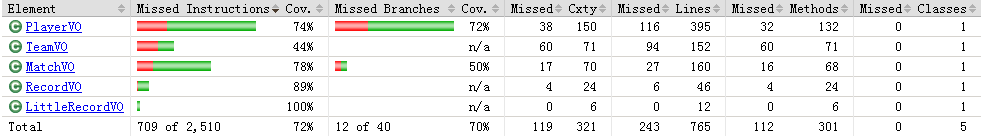 Element Missed Instructions Cov. Missed Branches Cov. Missed Cxty Missed Lines Missed Methods Missed Classes
PlayerVO 74% 72% 38 150 116 395 32 132 0 1
TeamVO 44% n/a 60 71 94 152 60 71 0 1
MatchVO 78% 50% 17 70 27 160 16 68 0 1
RecordVO 89% n/a 4 24 6 46 4 24 0 1
LittleRecordVO 100% n/a 0 6 0 12 0 6 0 1
Total 709 of 2,510 72% 12 of 40 70% 119 321 243 765 112 301 0 5